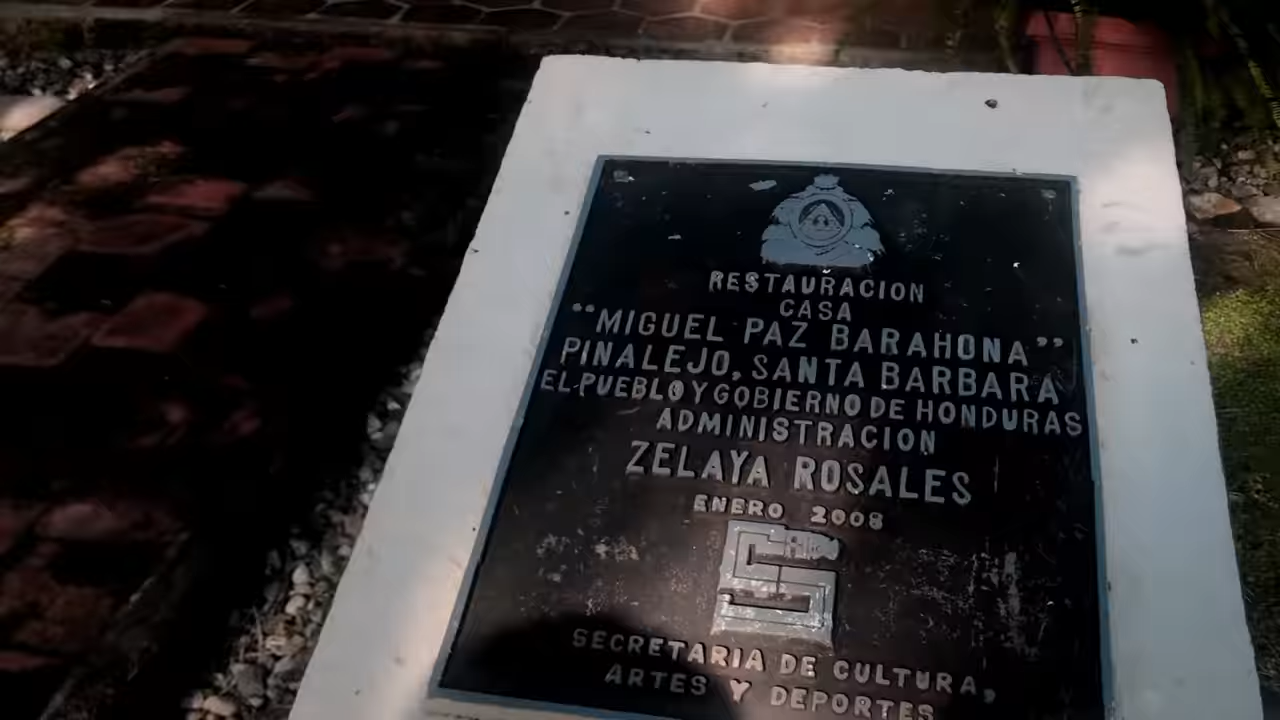 RESTAURACION
CASA
“MIGUEL PAZ BARAHONA”
PINALEJO, SANTA BARBARA
EL PUEBLO Y GOBIERNO DE HONDURAS
ADMINISTRACION
ZELAYA ROSALES
ENERO 2008
SECRETARIA DE CULTURA,
ARTES Y DEPORTES